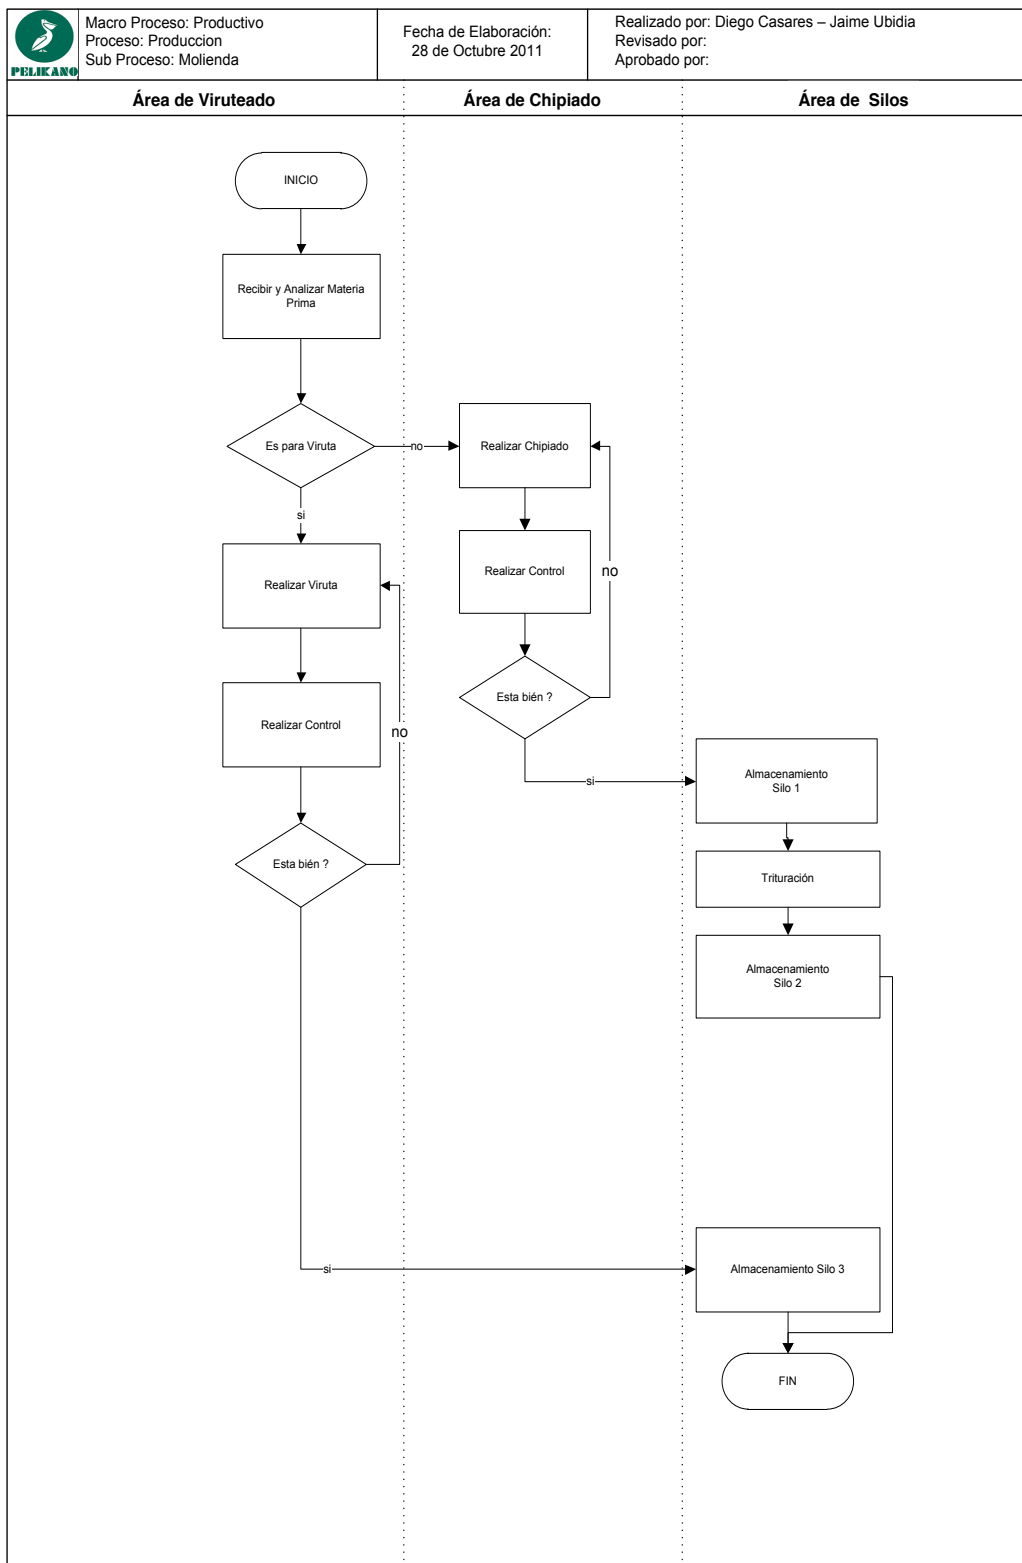 PELIKANO
Macro Proceso: Productivo
Proceso: Produccion
Sub Proceso: Molienda
Fecha de Elaboración:
28 de Octubre 2011
Realizado por: Diego Casares – Jaime Ubidia
Revisado por:
Aprobado por:
Área de Viruteado
Área de Chipiado
Área de Silos
INICIO
Recibir y Analizar Materia
Prima
Es para Viruta
no
Realizar Chipiado
si
Realizar Viruta
Realizar Control
no
Esta bién ?
Realizar Control
no
si
Almacenamiento
Silo 1
Esta bién ?
Trituración
Almacenamiento
Silo 2
si
Almacenamiento Silo 3
FIN